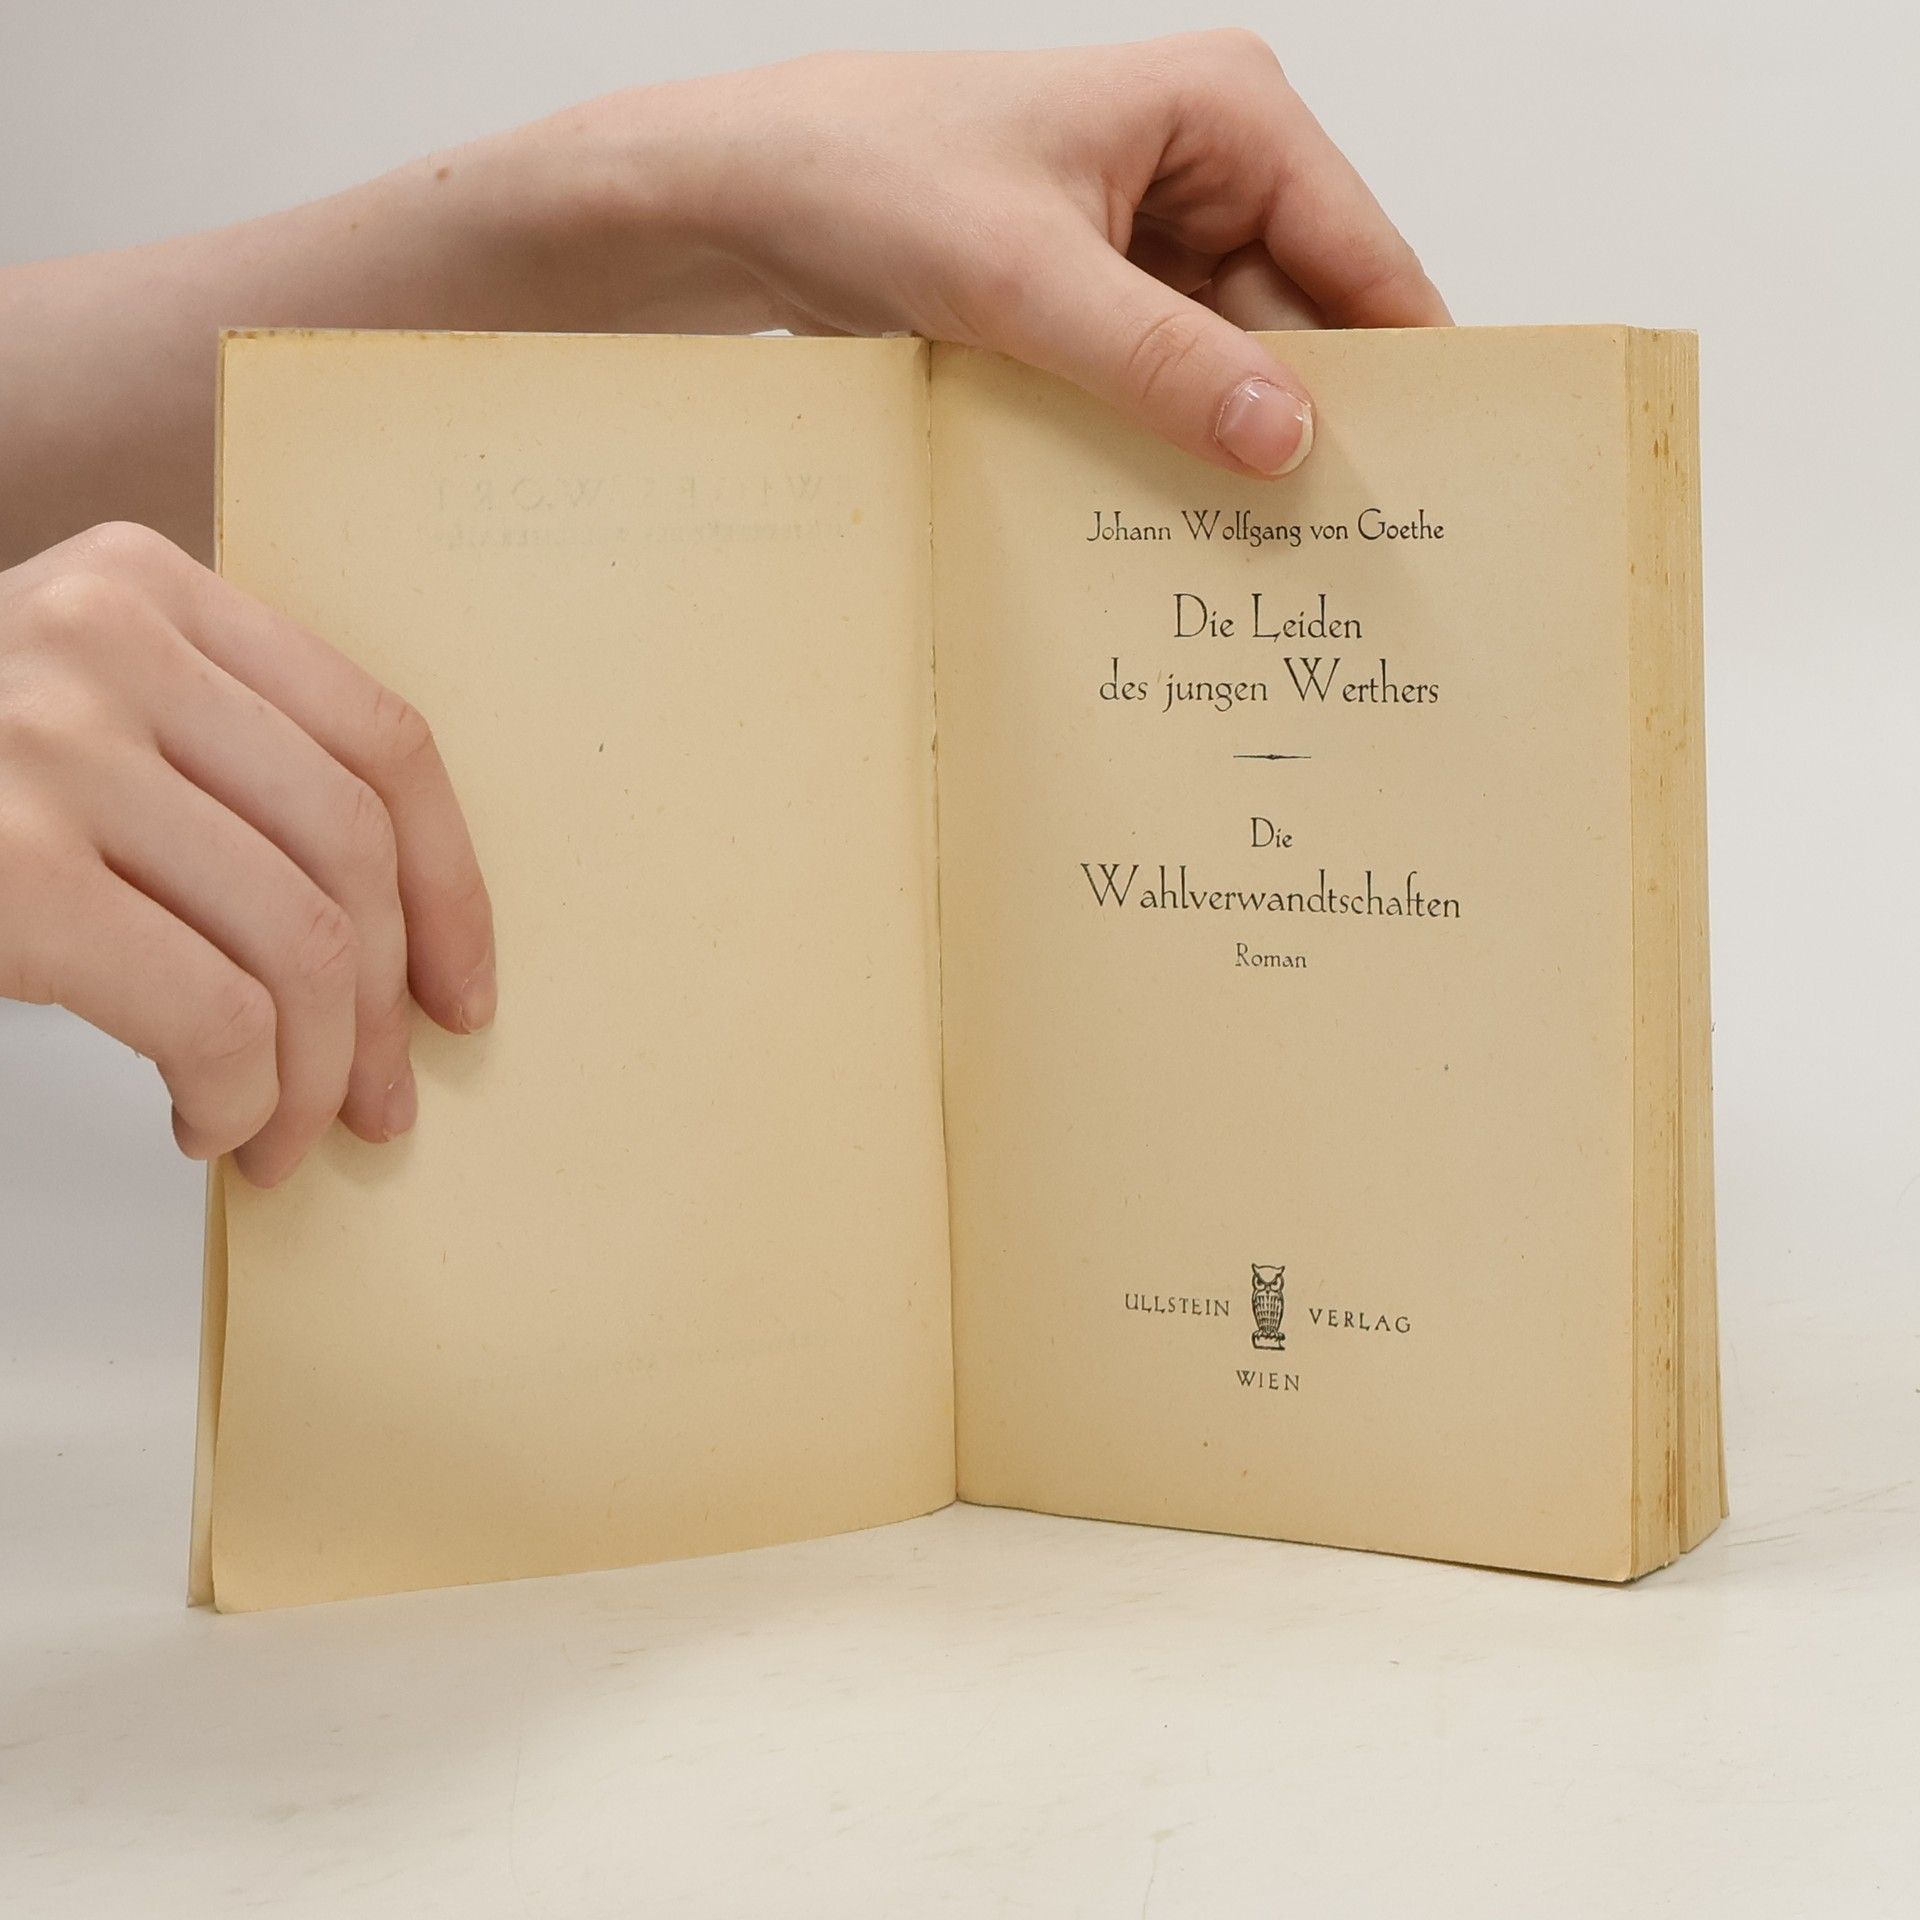 Johann Wolfgang von Goethe
Die Leiden
des jungen Werthers
Die
Wahlverwandtschaften
Roman
ULLSTEIN VERLAG
WIEN